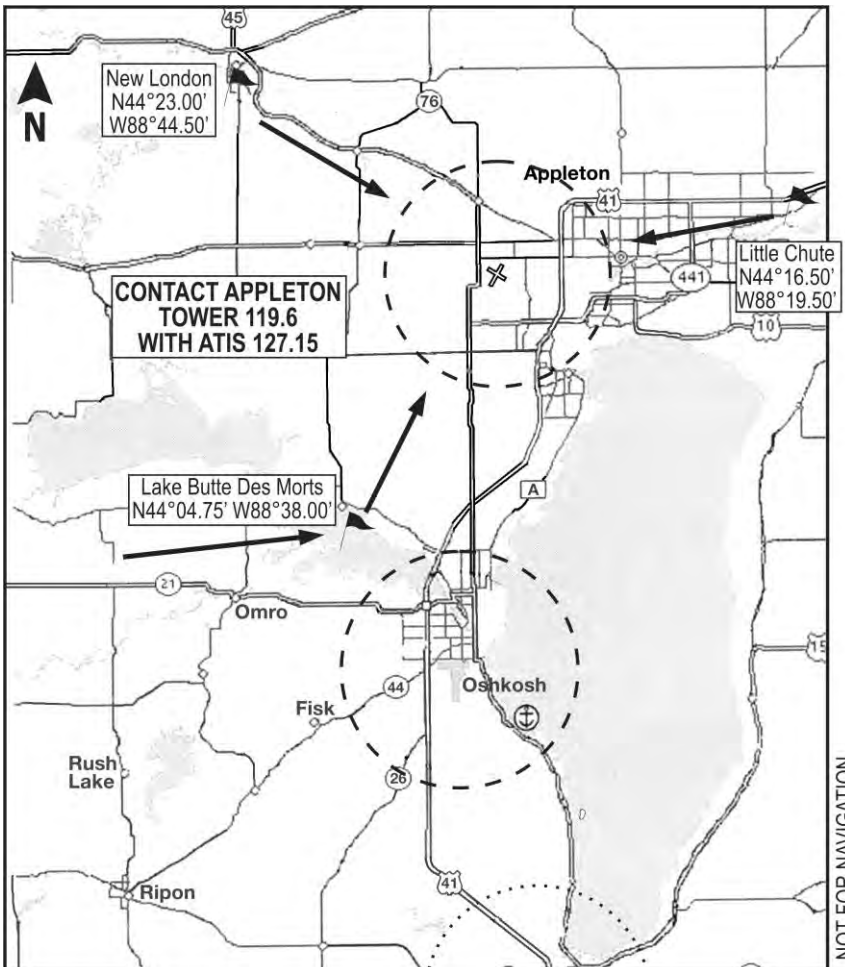 45
New London
N44°23.00'
W88°44.50'
N
76
Appleton
41
Little Chute
N44°16.50'
W88°19.50'
441
CONTACT APPLETON
TOWER 119.6
WITH ATIS 127.15
10
Lake Butte Des Morts
N44°04.75' W88°38.00'
A
21
Omro
15
44
Oshkosh
Fisk
Rush
Lake
26
41
Ripon
NOT FOR NAVIGATION